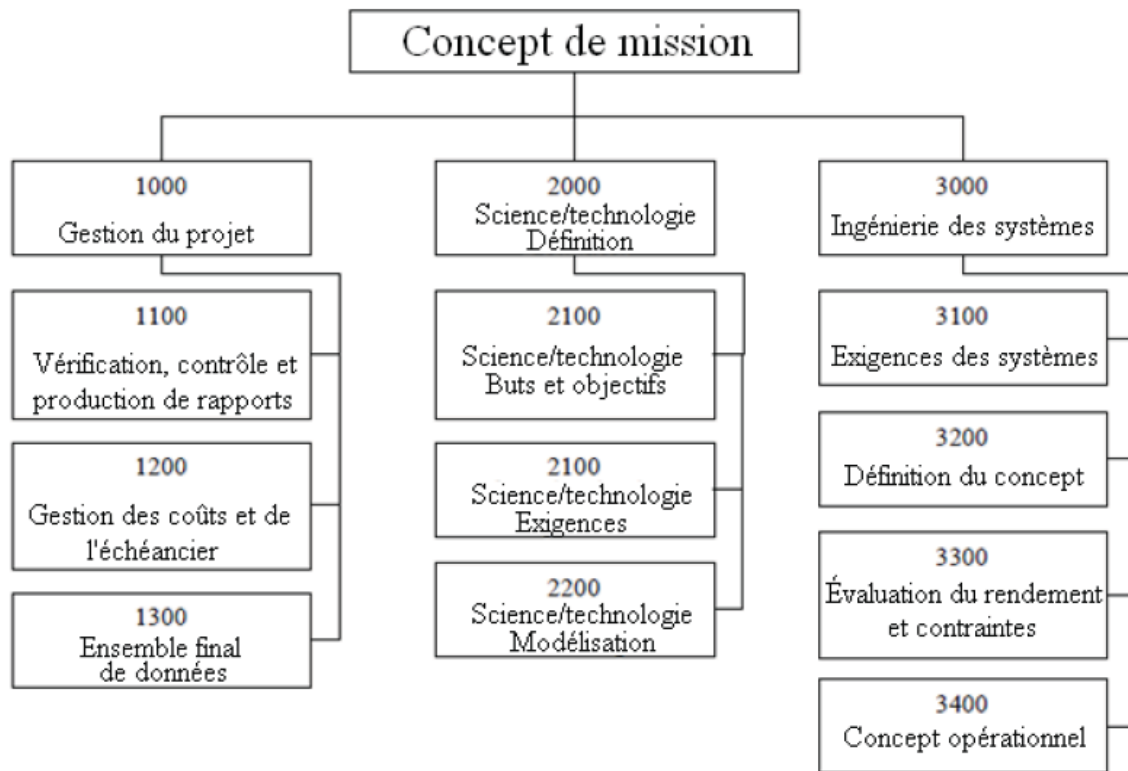 Concept de mission
1000
Gestion du projet
1100
Vérification, contrôle et
production de rapports
1200
Gestion des coûts et de
l'échéancier
1300
Ensemble final
de données
2000
Science/technologie
Définition
2100
Science/technologie
Buts et objectifs
2100
Science/technologie
Exigences
2200
Science/technologie
Modélisation
3000
Ingénierie des systèmes
3100
Exigences des systèmes
3200
Définition du concept
3300
Évaluation du rendement
et contraintes
3400
Concept opérationnel